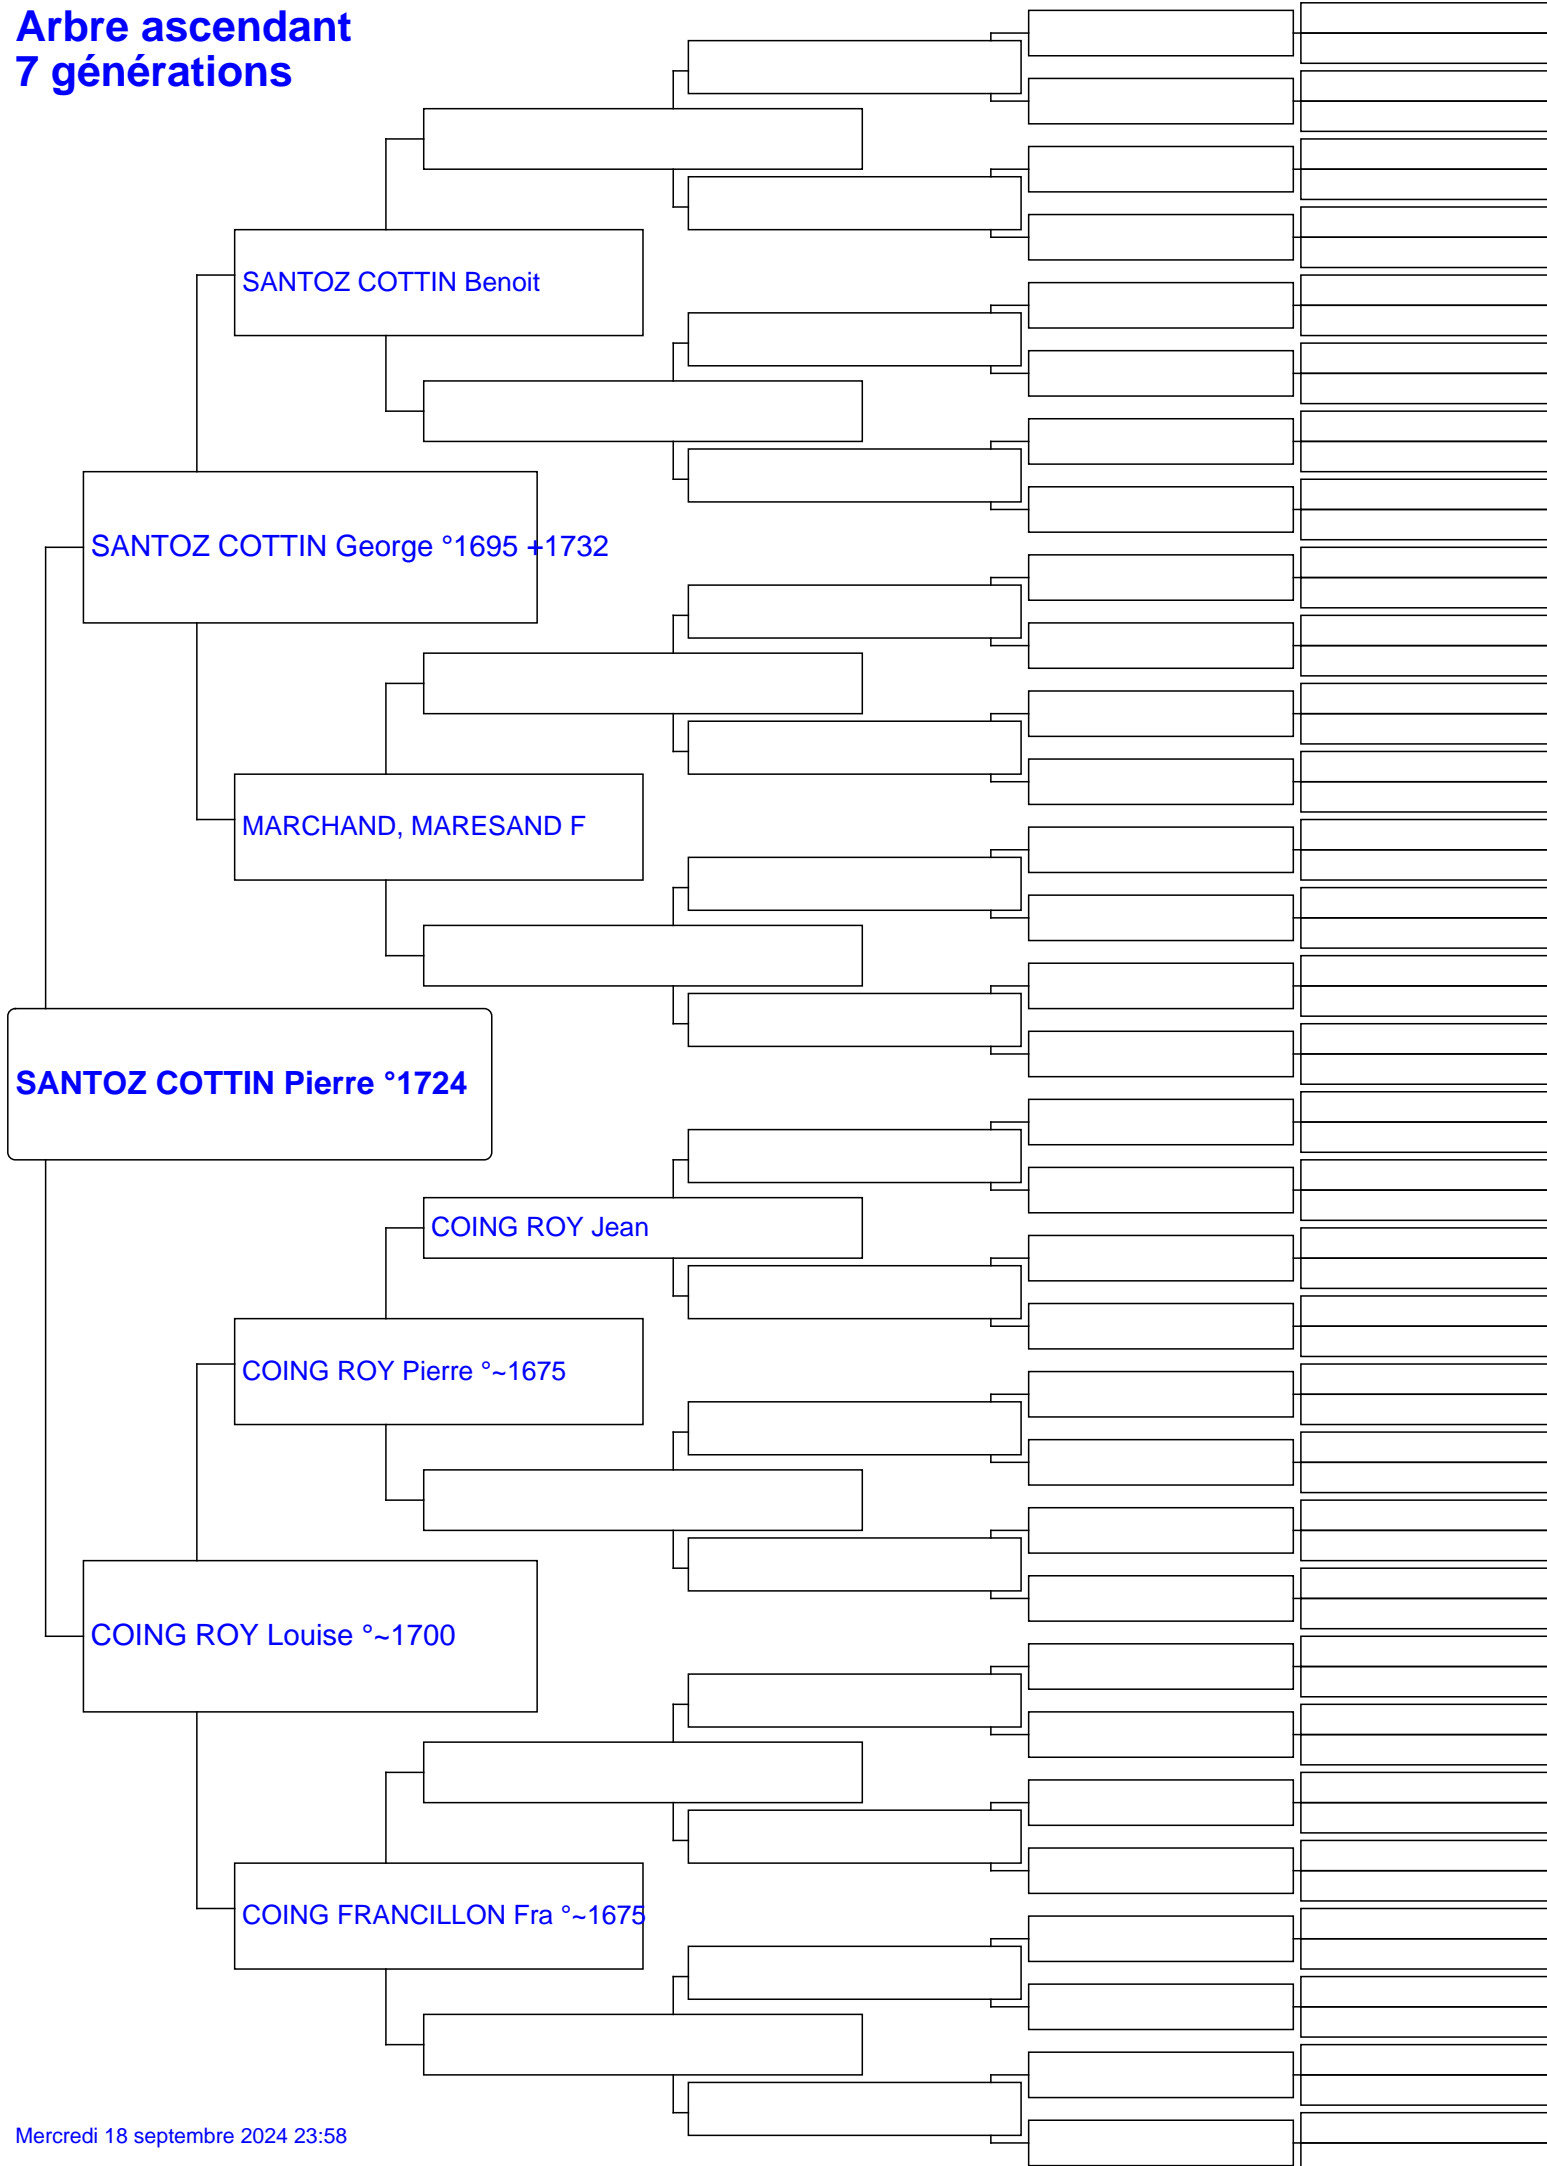 Arbre ascendant
7 générations
SANTOZ COTTIN Benoit
SANTOZ COTTIN George °1695 +1732
MARCHAND, MARESAND F
SANTOZ COTTIN Pierre °1724
COING ROY Jean
COING ROY Pierre °~1675
COING ROY Louise °~1700
COING FRANCILLON Fra °~1675
Mercredi 18 septembre 2024 23:58